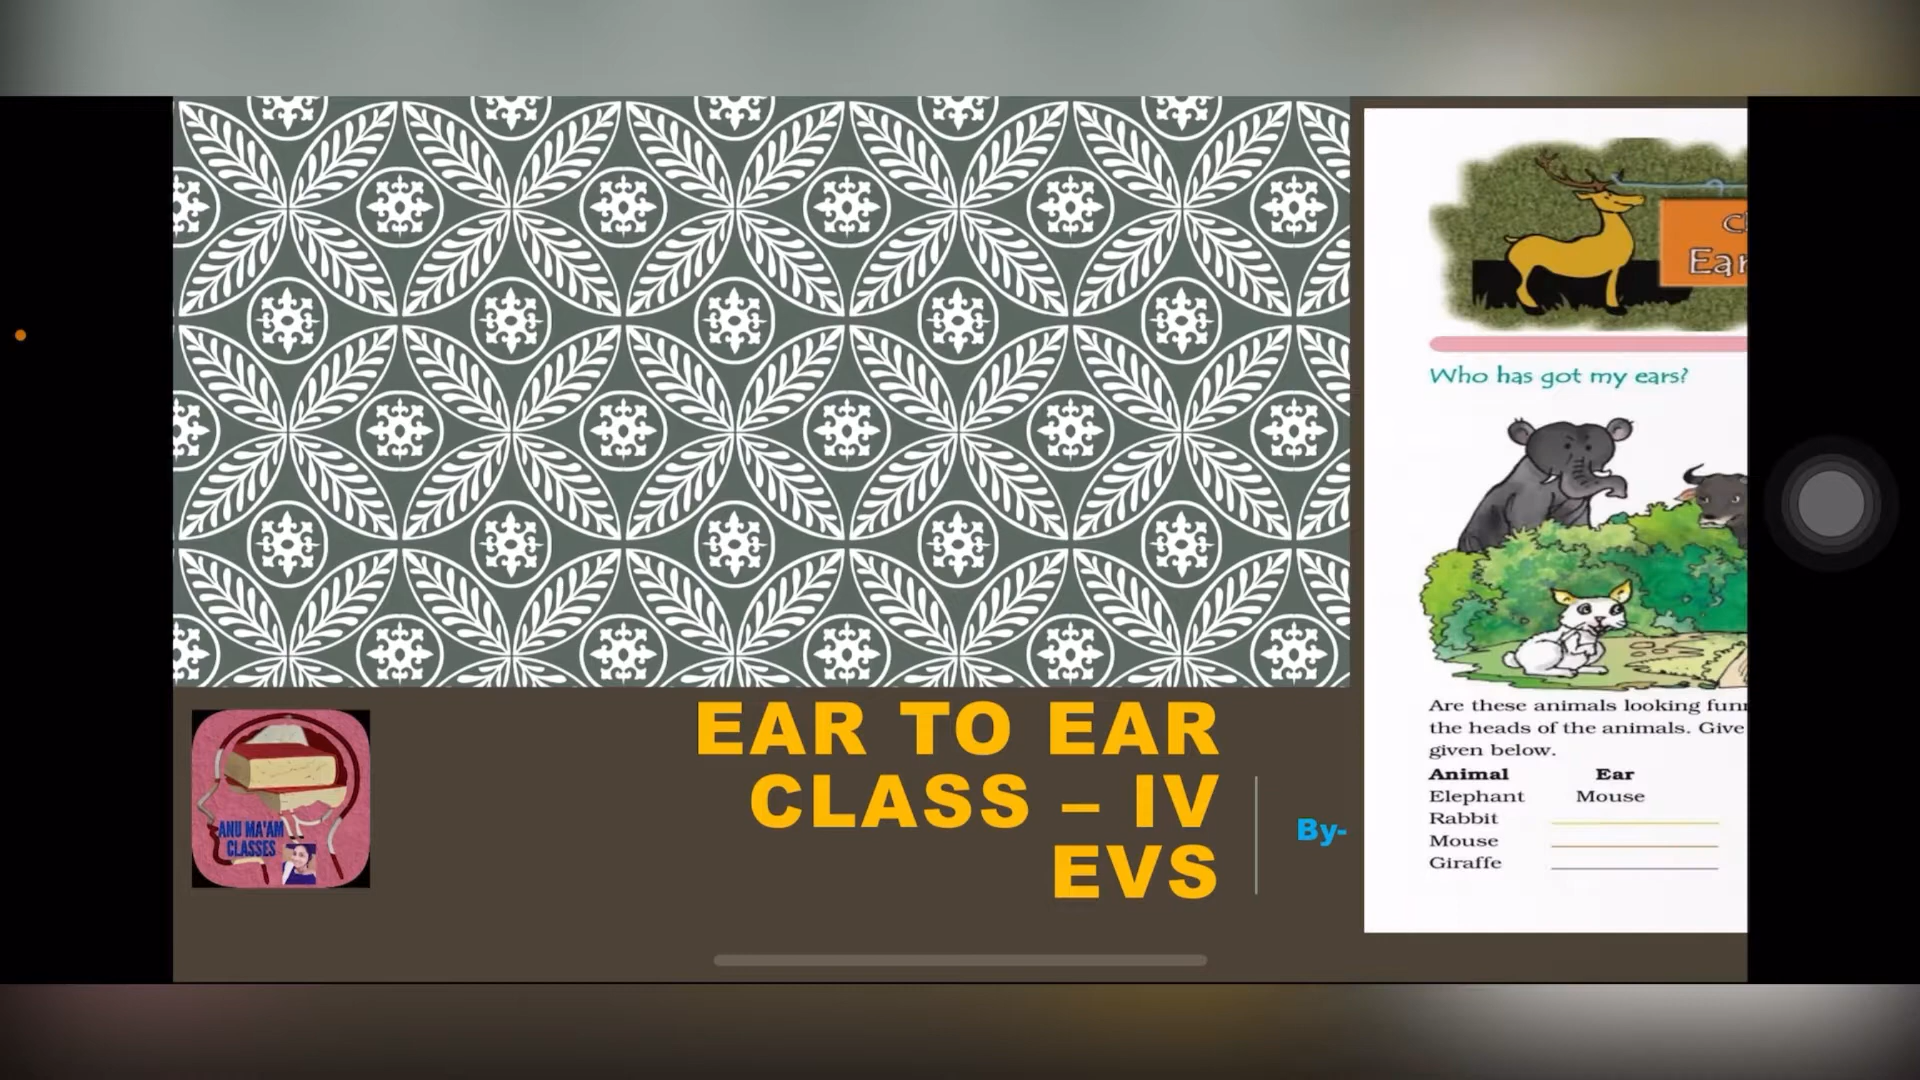 EAR TO EAR
CLASS – IV
EVS
By-
ANU MA'AM
CLASSES
Who has got my ears?
Are these animals looking
the heads of the animals. Give
given below.
Animal Ear
Elephant Mouse
Rabbit
Mouse
Giraffe